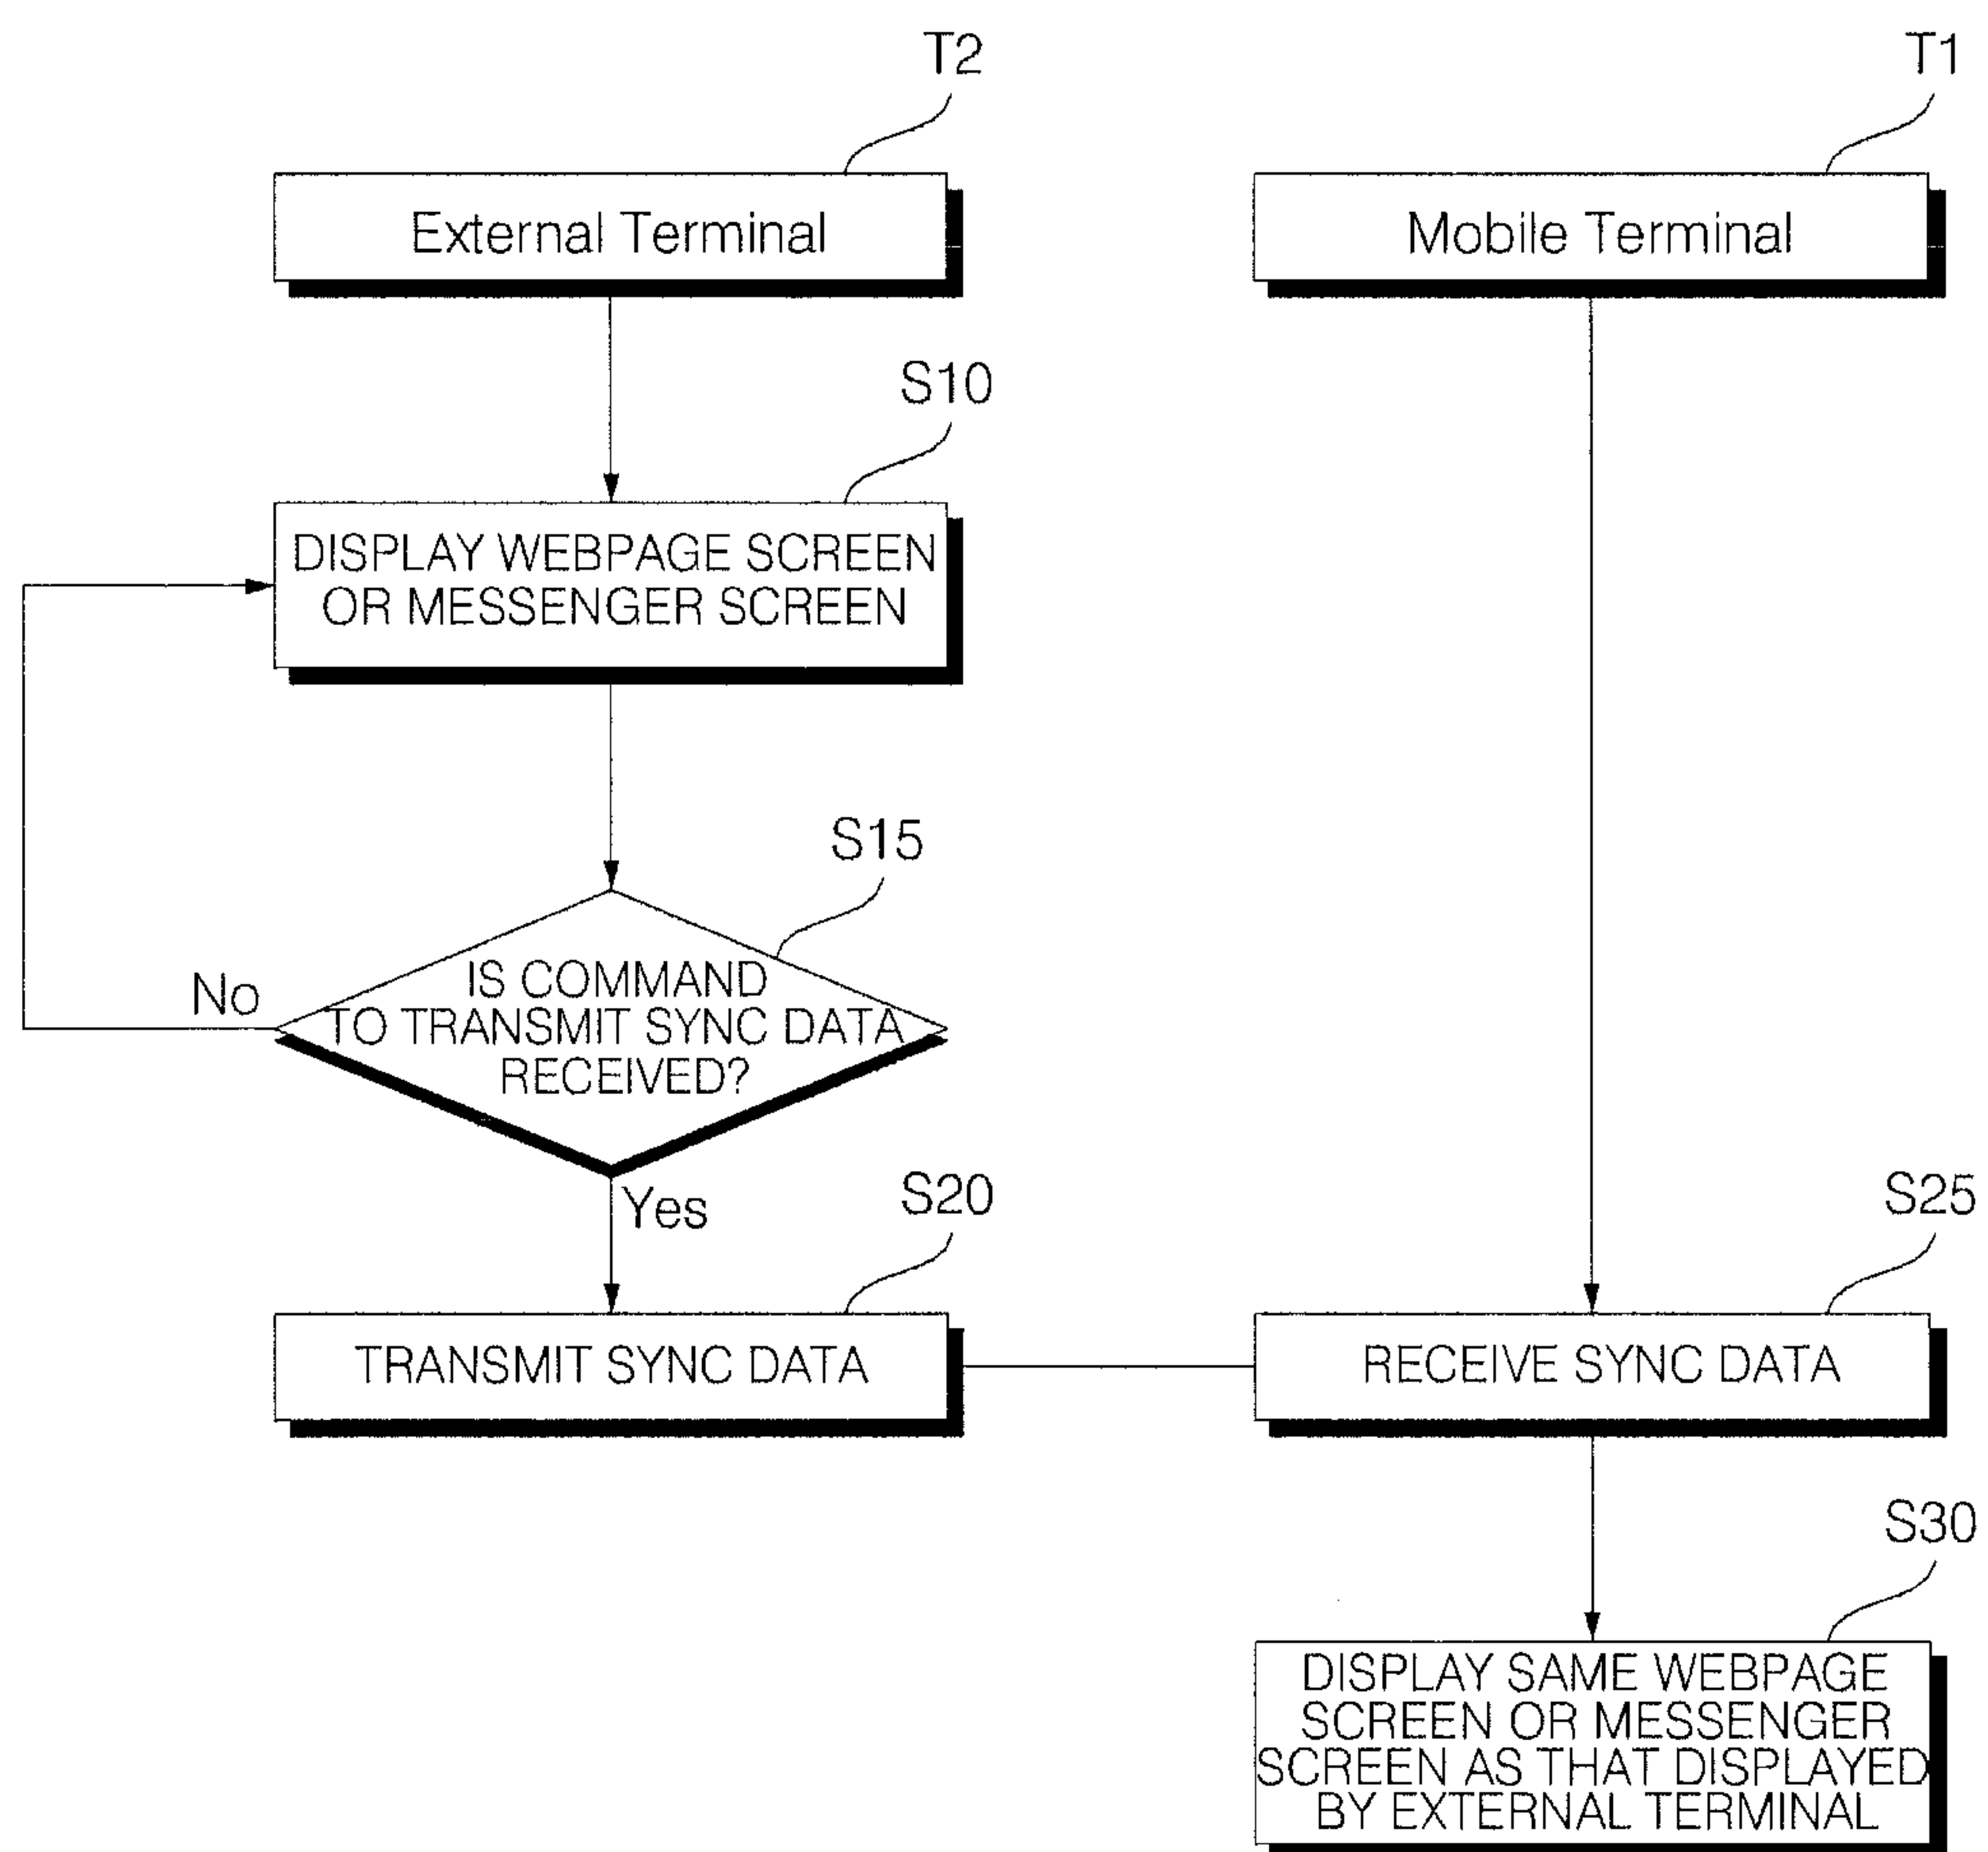 T2
T1
External Terminal
Mobile Terminal
S10
DISPLAY WEBPAGE SCREEN
OR MESSENGER SCREEN
S15
IS COMMAND
TO TRANSMIT SYNC DATA
RECEIVED?
No
Yes
S20
S25
TRANSMIT SYNC DATA
RECEIVE SYNC DATA
S30
DISPLAY SAME WEBPAGE
SCREEN OR MESSENGER
SCREEN AS THAT DISPLAYED
BY EXTERNAL TERMINAL